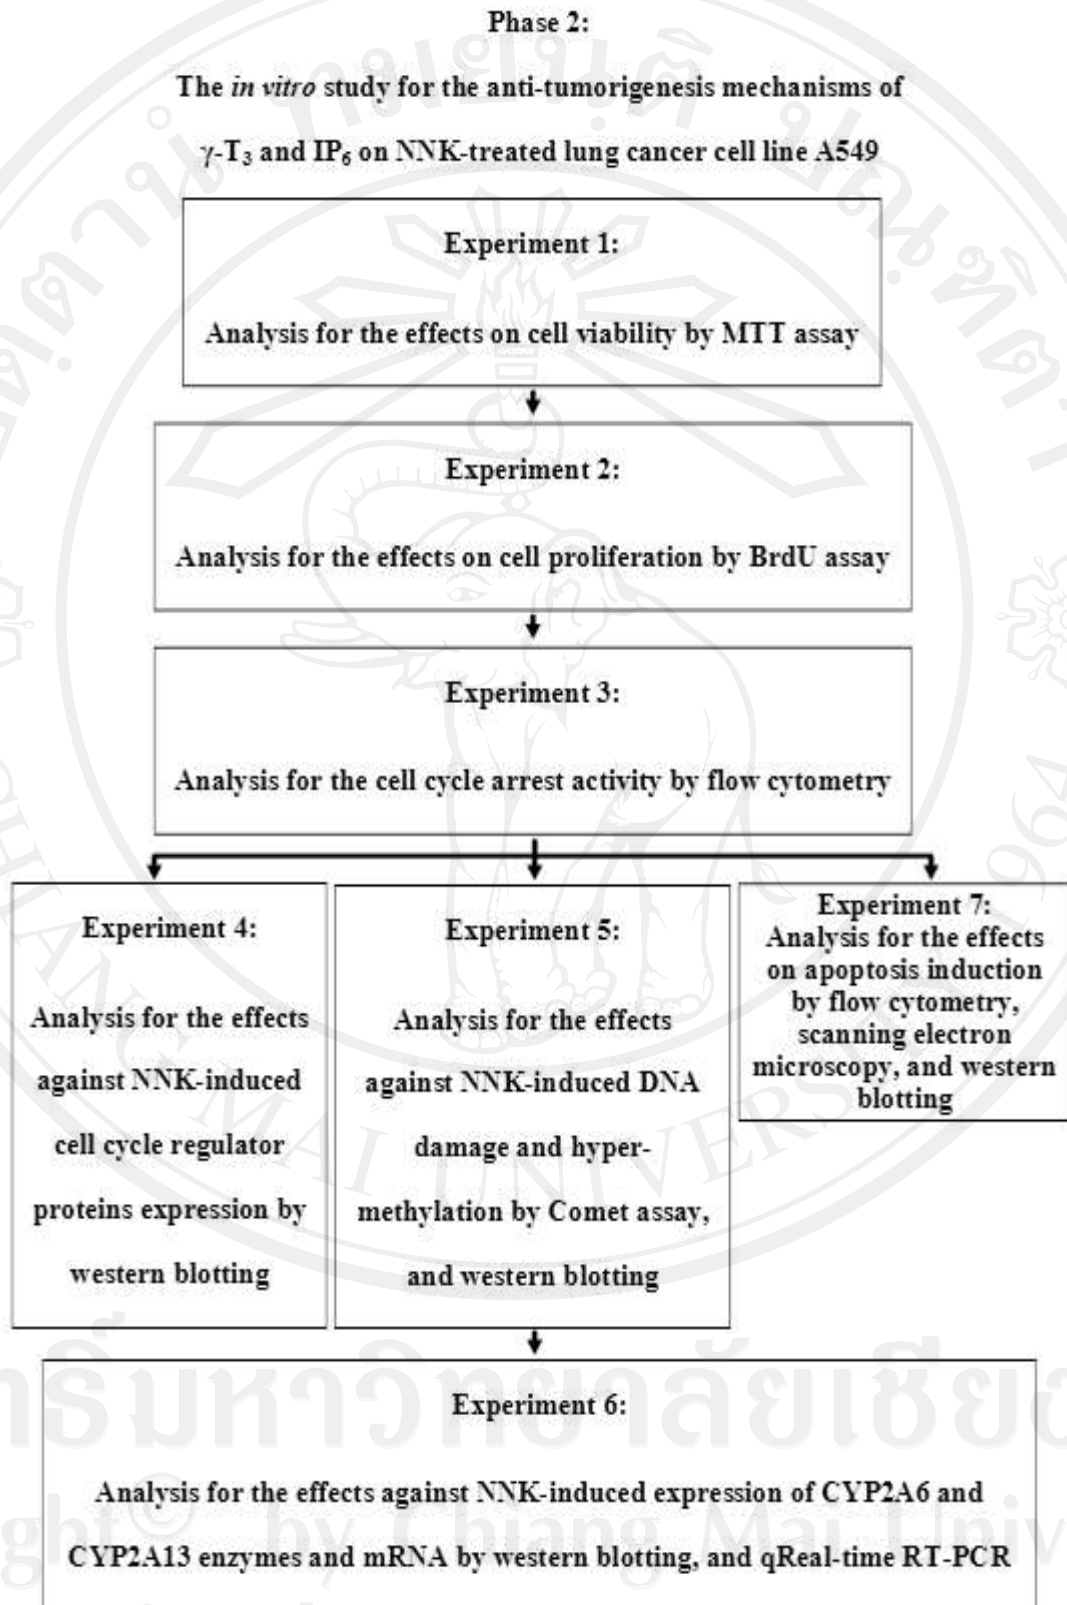 Phase 2:
The in vitro study for the anti-tumorigenesis mechanisms of
γ-T₃ and IP₆ on NNK-treated lung cancer cell line A549
Experiment 1:
Analysis for the effects on cell viability by MTT assay
Experiment 2:
Analysis for the effects on cell proliferation by BrdU assay
Experiment 3:
Analysis for the cell cycle arrest activity by flow cytometry
Experiment 4:
Analysis for the effects
against NNK-induced
cell cycle regulator
proteins expression by
western blotting
Experiment 5:
Analysis for the effects
against NNK-induced DNA
damage and hyper-
methylation by Comet assay,
and western blotting
Experiment 7:
Analysis for the effects
on apoptosis induction
by flow cytometry,
scanning electron
microscopy, and western
blotting
Experiment 6:
Analysis for the effects against NNK-induced expression of CYP2A6 and
CYP2A13 enzymes and mRNA by western blotting, and qReal-time RT-PCR
CHIANG MAI UNIVERSITY 1964
by Chiang Mai